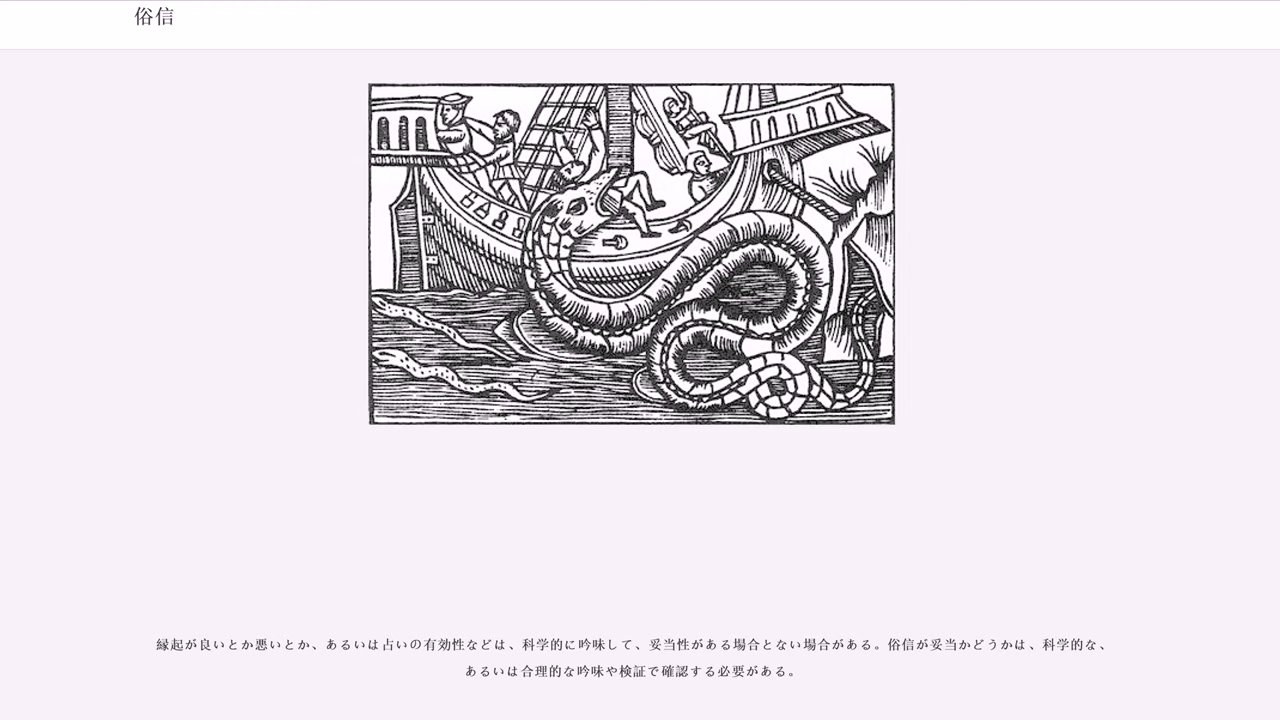 俗信
縁起が良いとか悪いとか、あるいは占いの有効性などは、科学的に吟味して、妥当性がある場合とない場合がある。俗信が妥当かどうかは、科学的な、
あるいは合理的な吟味や検証で確認する必要がある。